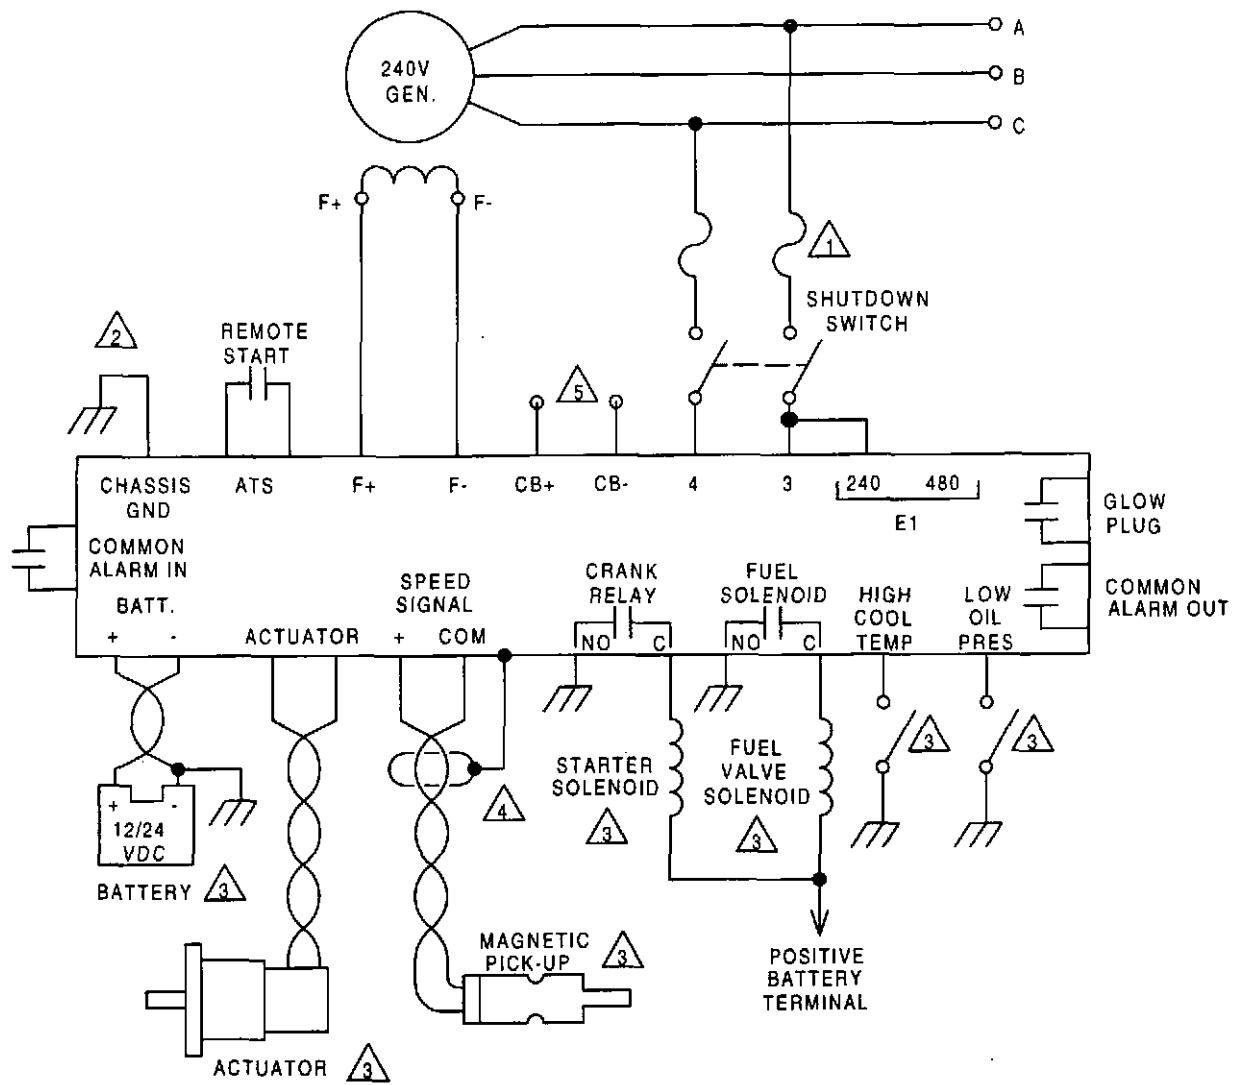 A
240V
GEN.
B
C
F+
F-
1
SHUTDOWN
SWITCH
2
REMOTE
START
5
CHASSIS
GND
ATS
F+
F-
CB+
CB-
4
3
240
480
E1
GLOW
PLUG
COMMON
ALARM IN
BATT.
+
-
ACTUATOR
SPEED
SIGNAL
+
COM
CRANK
RELAY
NO
C
FUEL
SOLENOID
NO
C
HIGH
COOL
TEMP
LOW
OIL
PRES
COMMON
ALARM OUT
+
-
12/24
VDC
BATTERY
3
4
STARTER
SOLENOID
3
FUEL
VALVE
SOLENOID
3
3
3
MAGNETIC
PICK-UP
3
POSITIVE
BATTERY
TERMINAL
ACTUATOR
3